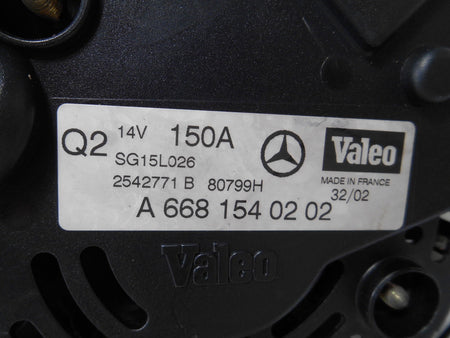 Q2 14V 150A Valeo
SG15L026
2542771 B 80799H MADE IN FRANCE
32/02
A 668 154 02 02
Valeo